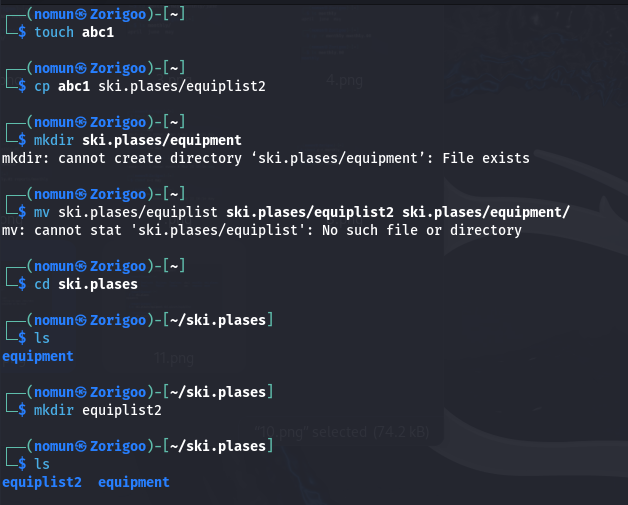 ┌──(nomun㉿Zorigoo)-[~]
└─$ touch abc1
┌──(nomun㉿Zorigoo)-[~]
└─$ cp abc1 ski.plases/equiplist2
4.png
┌──(nomun㉿Zorigoo)-[~]
└─$ mkdir ski.plases/equipment
mkdir: cannot create directory ‘ski.plases/equipment’: File exists
┌──(nomun㉿Zorigoo)-[~]
└─$ mv ski.plases/equiplist ski.plases/equiplist2 ski.plases/equipment/
mv: cannot stat 'ski.plases/equiplist': No such file or directory
┌──(nomun㉿Zorigoo)-[~]
└─$ cd ski.plases
┌──(nomun㉿Zorigoo)-[~/ski.plases]
└─$ ls
equipment
11.png
┌──(nomun㉿Zorigoo)-[~/ski.plases]
└─$ mkdir equiplist2
"10.png" selected (74.2 kB)
┌──(nomun㉿Zorigoo)-[~/ski.plases]
└─$ ls
equiplist2  equipment